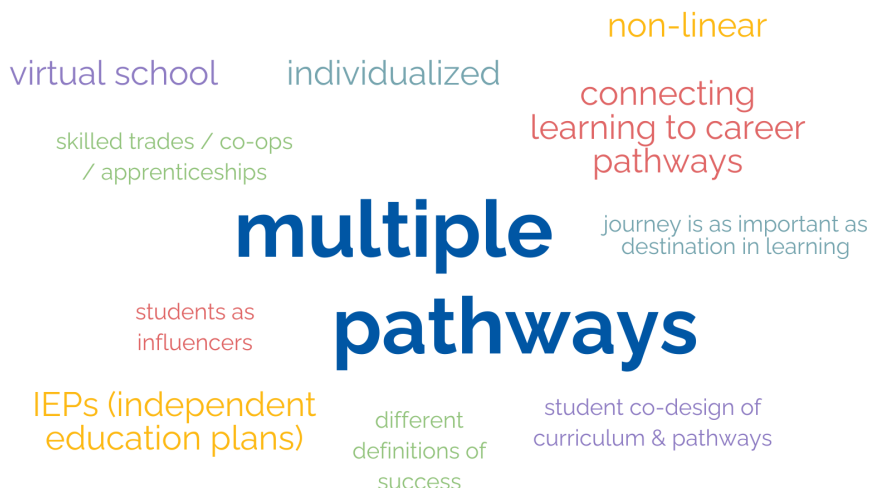 non-linear
virtual school
individualized
connecting
learning to career
pathways
skilled trades / co-ops
/ apprenticeships
multiple
pathways
journey is as important as
destination in learning
students as
influencers
IEPs (independent
education plans)
different
definitions of
success
student co-design of
curriculum & pathways